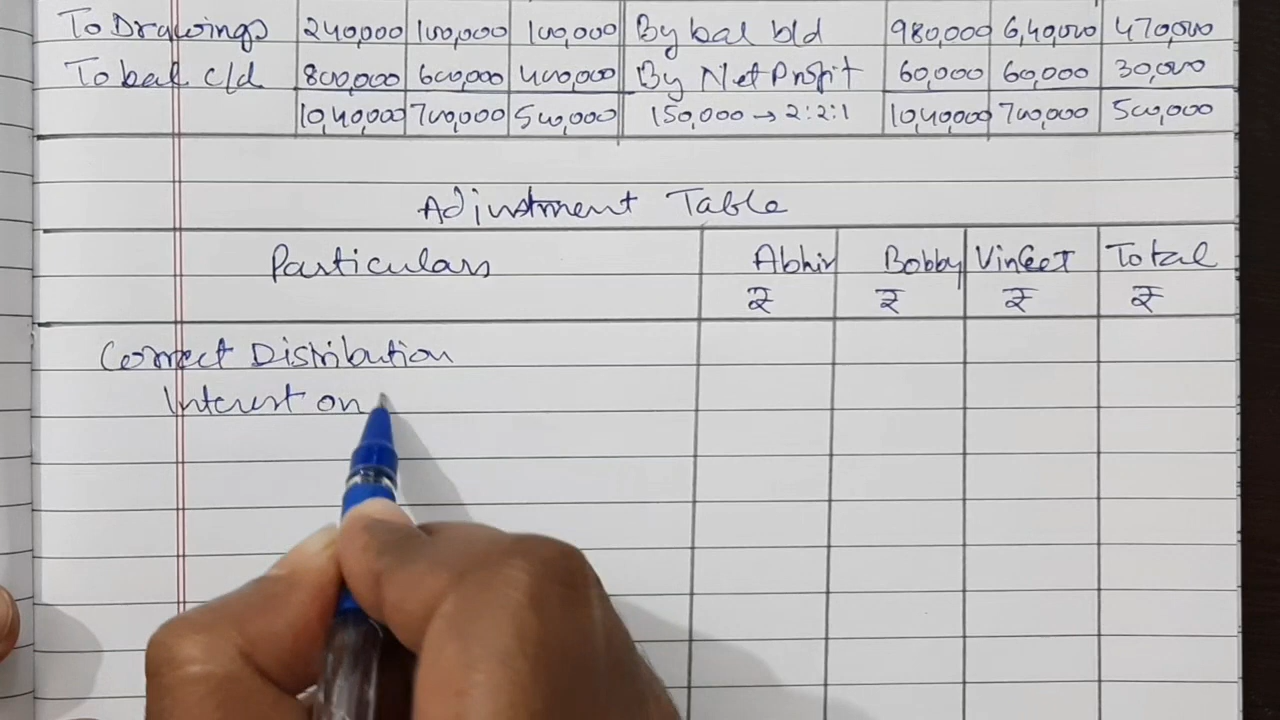 To Drawings 240,000 100,000 100,000 By bal b/d 980,000 6,40,000 470,000
To bal c/d 800,000 600,000 400,000 By Net Profit 60,000 60,000 30,000
10,40,000 700,000 500,000 150,000 → 2:2:1 10,40,000 700,000 500,000
Adjustment Table
Particulars Abhir Bobby Vineet Total
₹ ₹ ₹ ₹
Correct Distribution
Interest on